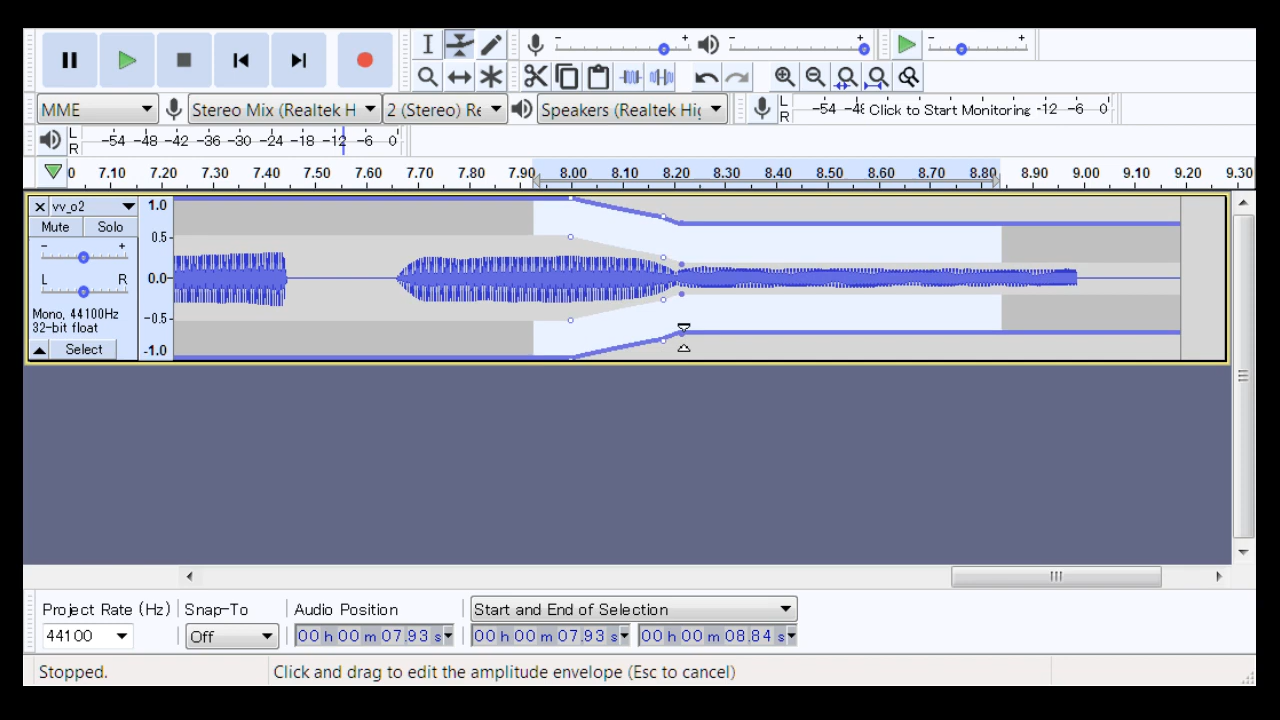 MME Stereo Mix (Realtek H 2 (Stereo) Re Speakers (Realtek Hig L R -54 -48 Click to Start Monitoring -12 -6 0
L R -54 -48 -42 -36 -30 -24 -18 -12 -6 0
0 7.10 7.20 7.30 7.40 7.50 7.60 7.70 7.80 7.90 8.00 8.10 8.20 8.30 8.40 8.50 8.60 8.70 8.80 8.90 9.00 9.10 9.20 9.30
vv_o2
Mute Solo
- +
L R
Mono, 44100Hz
32-bit float
Select
1.0
0.5
0.0
-0.5
-1.0
Project Rate (Hz) Snap-To Audio Position Start and End of Selection
44100 Off 00 h 00 m 07.93 s 00 h 00 m 07.93 s 00 h 00 m 08.84 s
Stopped. Click and drag to edit the amplitude envelope (Esc to cancel)